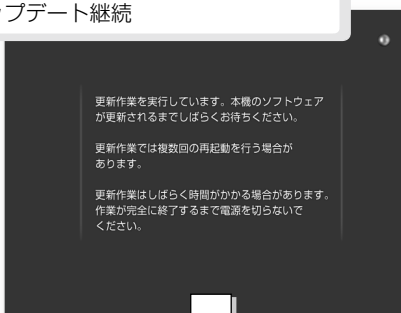 プデート継続
更新作業を実行しています。本機のソフトウェア
が更新されるまでしばらくお待ちください。
更新作業では複数回の再起動を行う場合が
あります。
更新作業はしばらく時間がかかる場合があります。
作業が完全に終了するまで電源を切らないで
ください。